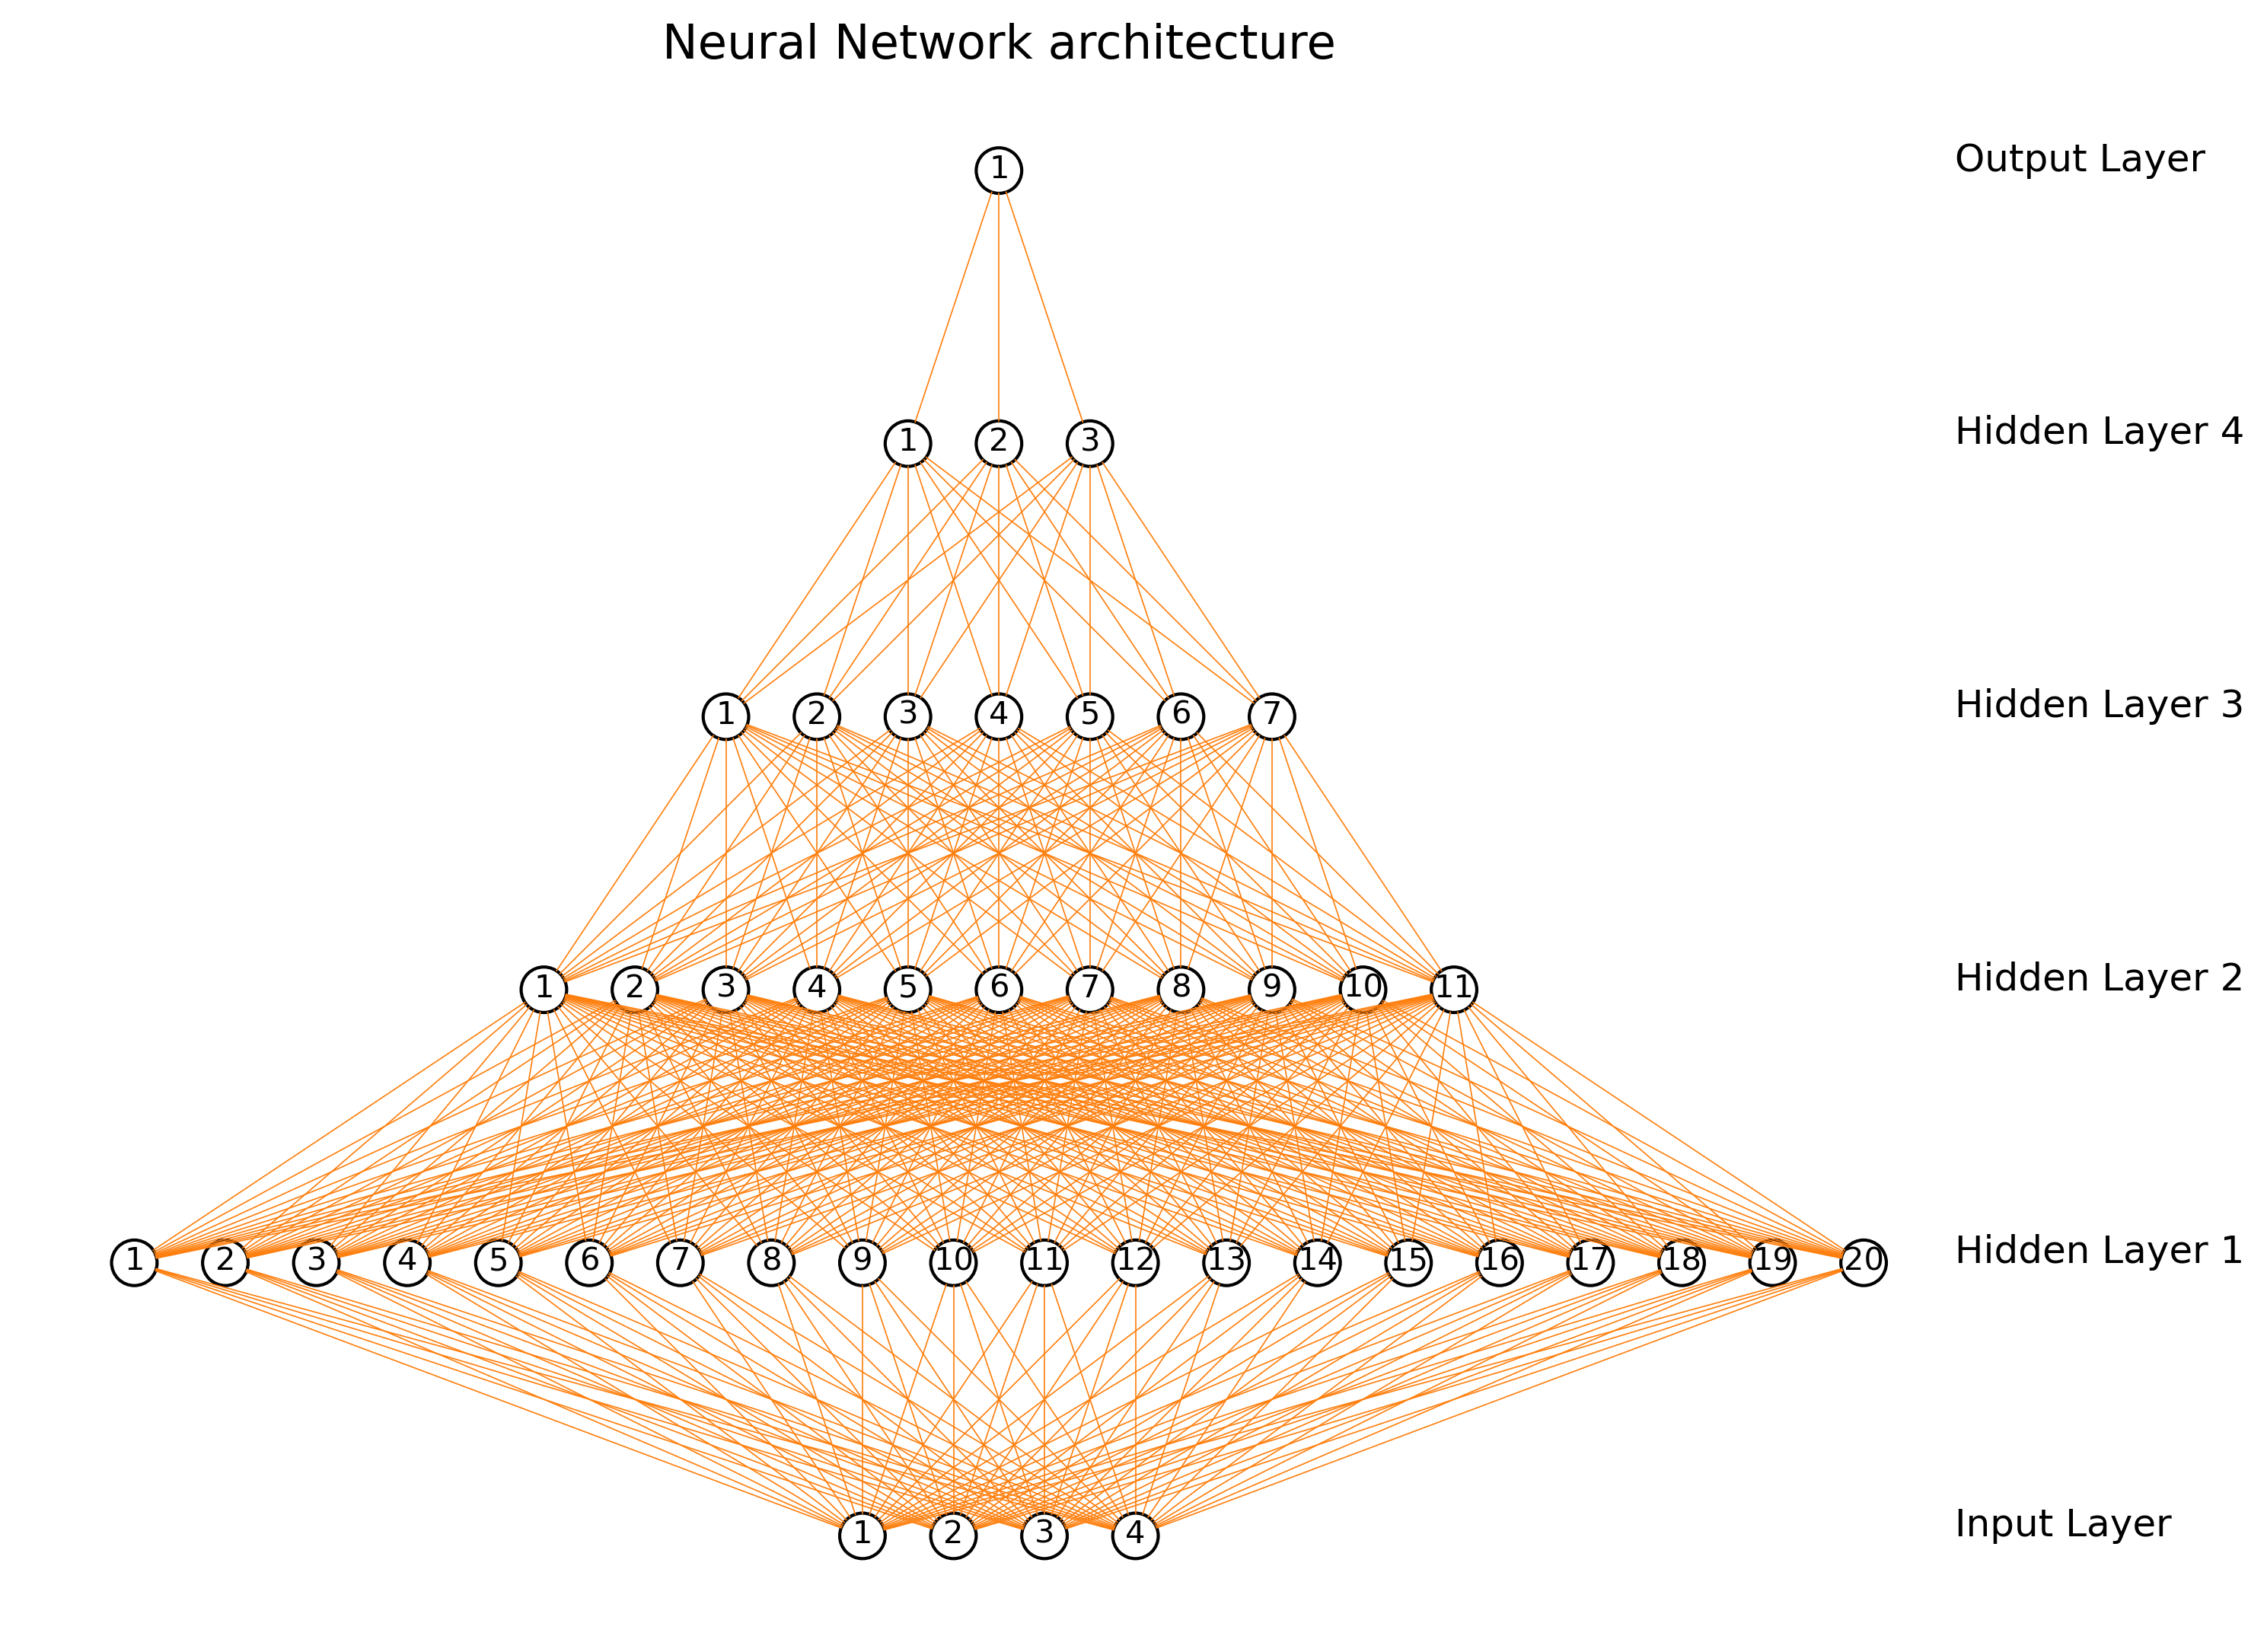 Neural Network architecture
1 Output Layer
1 2 3 Hidden Layer 4
1 2 3 4 5 6 7 Hidden Layer 3
1 2 3 4 5 6 7 8 9 10 11 Hidden Layer 2
1 2 3 4 5 6 7 8 9 10 11 12 13 14 15 16 17 18 19 20 Hidden Layer 1
1 2 3 4 Input Layer